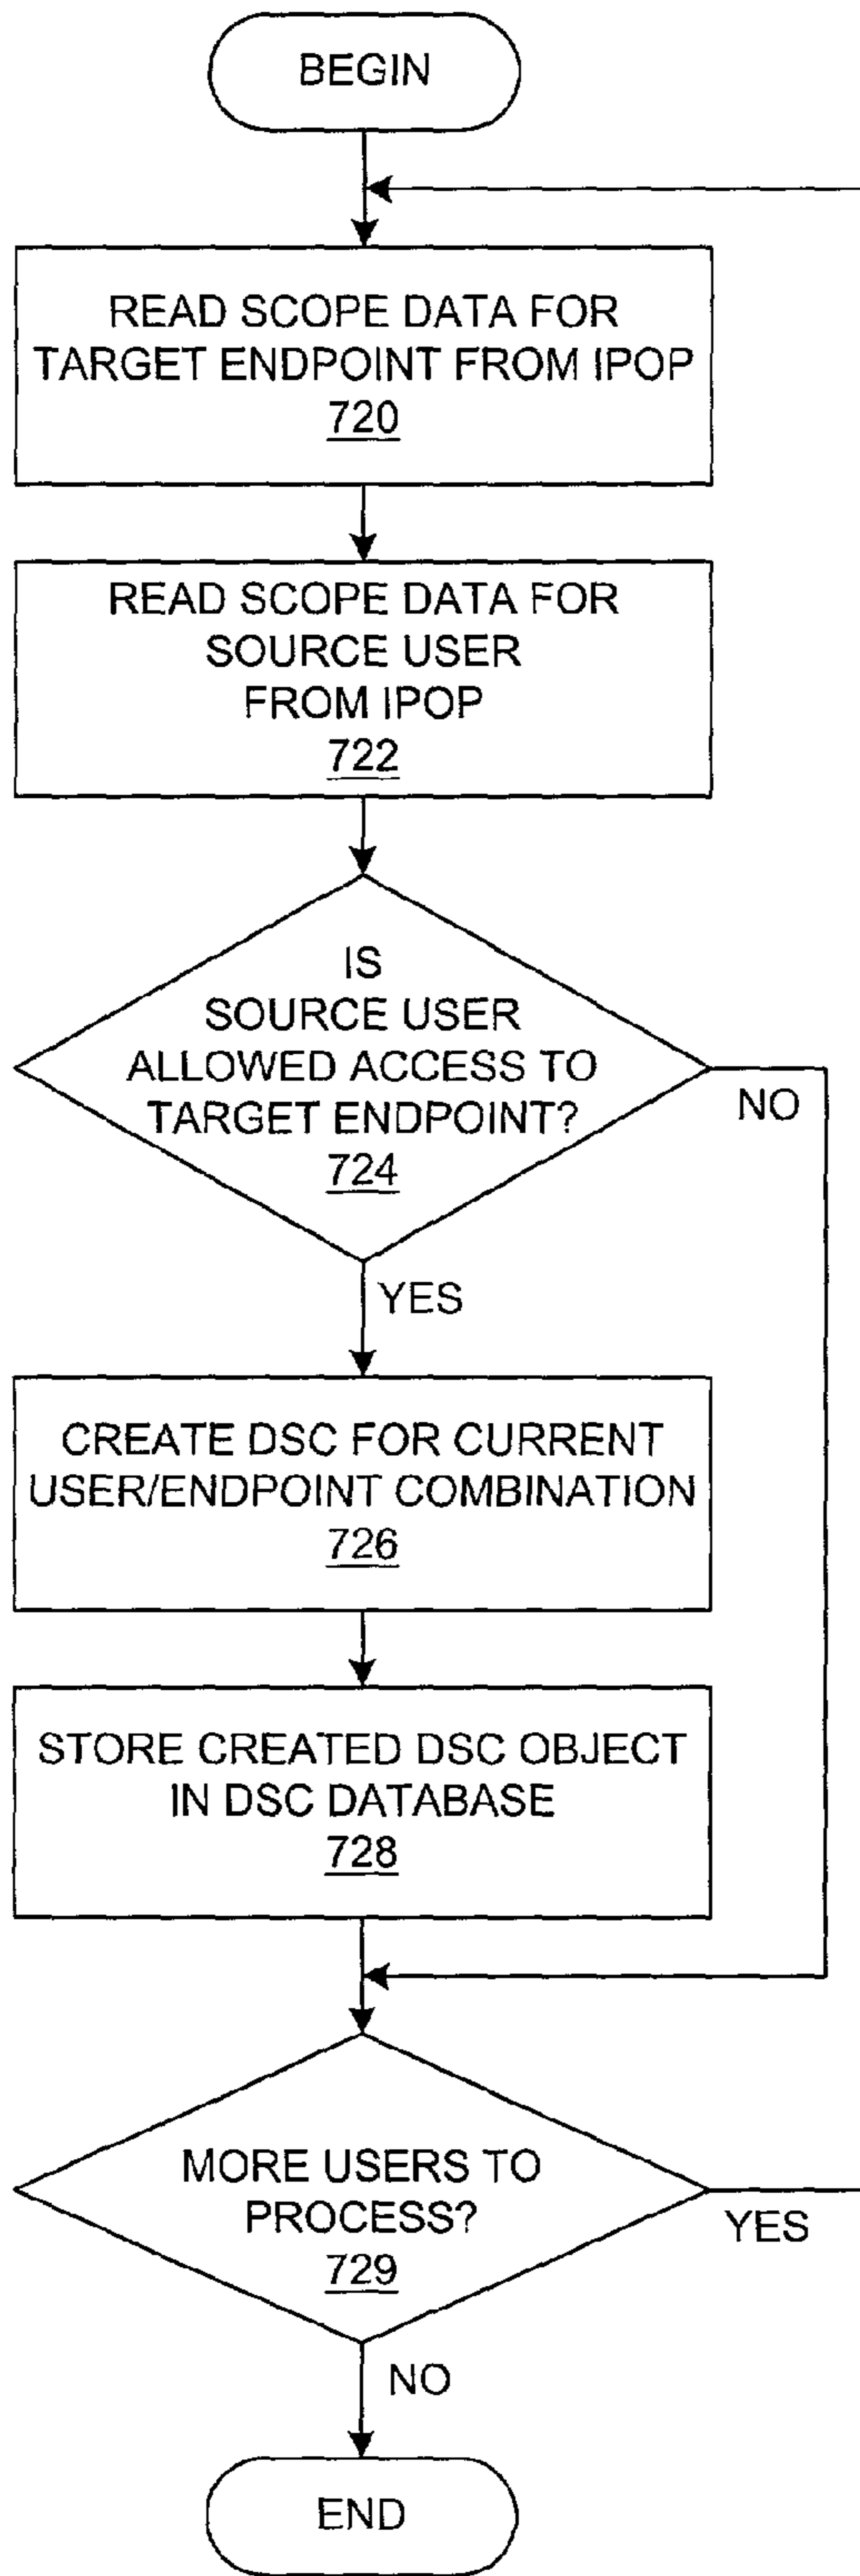 BEGIN
READ SCOPE DATA FOR
TARGET ENDPOINT FROM IPOP
720
READ SCOPE DATA FOR
SOURCE USER
FROM IPOP
722
IS
SOURCE USER
ALLOWED ACCESS TO
TARGET ENDPOINT?
724
NO
YES
CREATE DSC FOR CURRENT
USER/ENDPOINT COMBINATION
726
STORE CREATED DSC OBJECT
IN DSC DATABASE
728
MORE USERS TO
PROCESS?
729
YES
NO
END